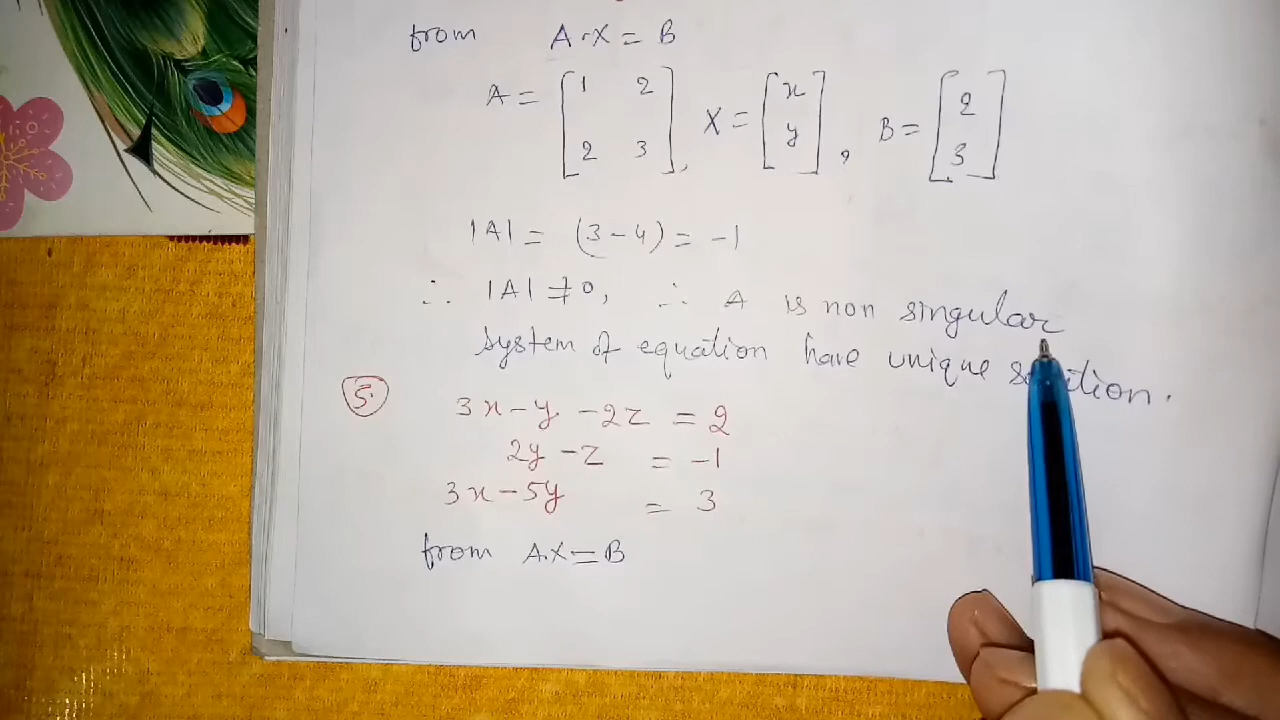 from A·X = B
A = [1 2 2 3], X = [x y], B = [2 3]
|A| = (3-4) = -1
∴ |A| ≠ 0, ∴ A is non singular
system of equation have unique solution.
5.
3x - y - 2z = 2
2y - z = -1
3x - 5y = 3
from A.X = B